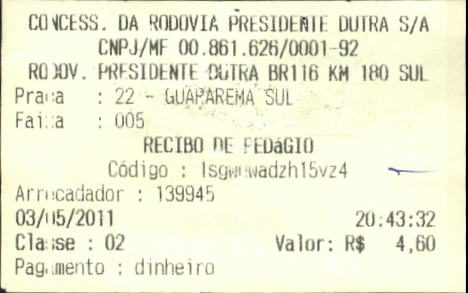 CONCESS. DA RODOVIA PRESIDENTE DUTRA S/A
CNPJ/MF 00.861.626/0001-92
RODOV. PRESIDENTE DUTRA BR116 KM 180 SUL
Praca : 22 - GUAPAREMA SUL
Faixa : 005
RECIBO DE PEDáGIO
Código :
Arrecadador : 139945
03/05/2011 20:43:32
Classe : 02 Valor: R$ 4,60
Pagamento : dinheiro